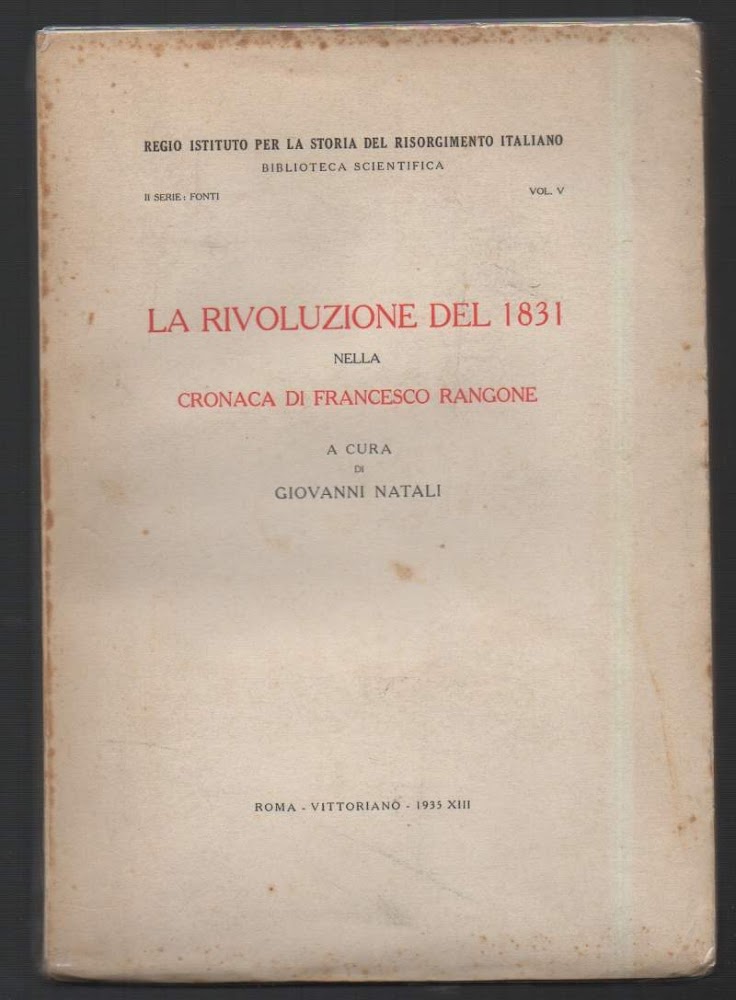 REGIO ISTITUTO PER LA STORIA DEL RISORGIMENTO ITALIANO
BIBLIOTECA SCIENTIFICA
II SERIE: FONTI VOL. V
LA RIVOLUZIONE DEL 1831
NELLA
CRONACA DI FRANCESCO RANGONE
A CURA
DI
GIOVANNI NATALI
ROMA - VITTORIANO - 1935 XIII